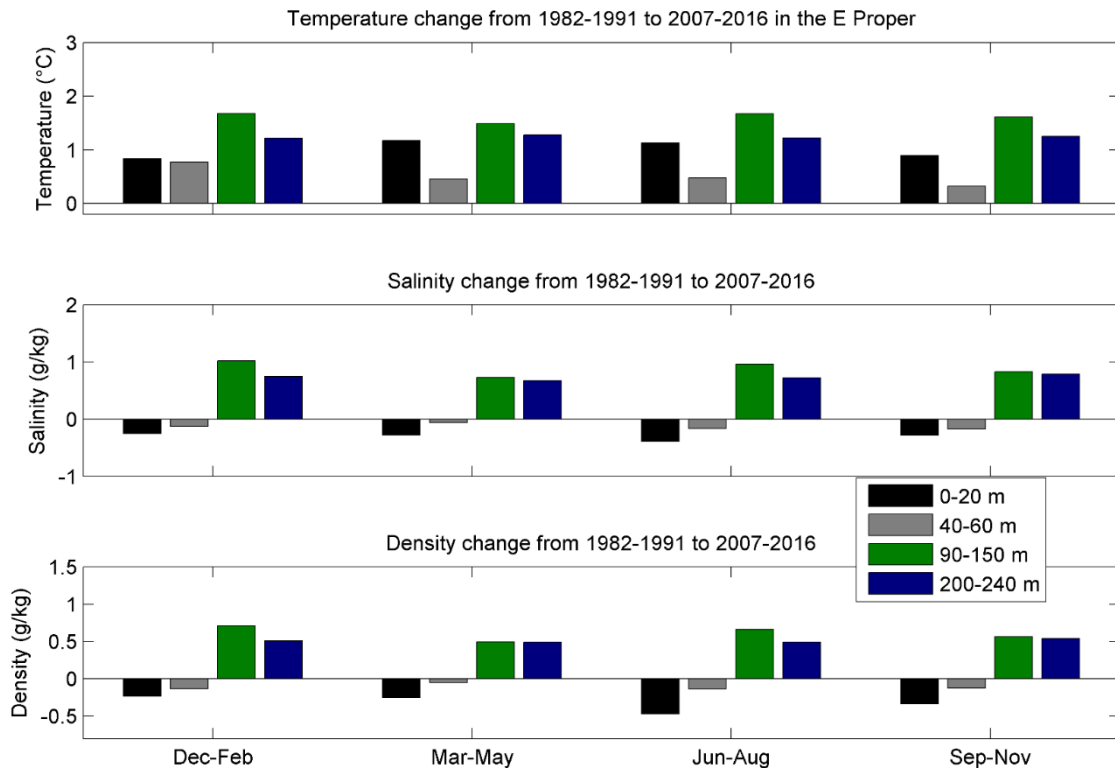 Temperature change from 1982-1991 to 2007-2016 in the E Proper
Temperature (°C)
3
2
1
0
Salinity change from 1982-1991 to 2007-2016
Salinity (g/kg)
2
1
0
-1
0-20 m
40-60 m
90-150 m
200-240 m
Density change from 1982-1991 to 2007-2016
Density (g/kg)
1.5
1
0.5
0
-0.5
Dec-Feb Mar-May Jun-Aug Sep-Nov